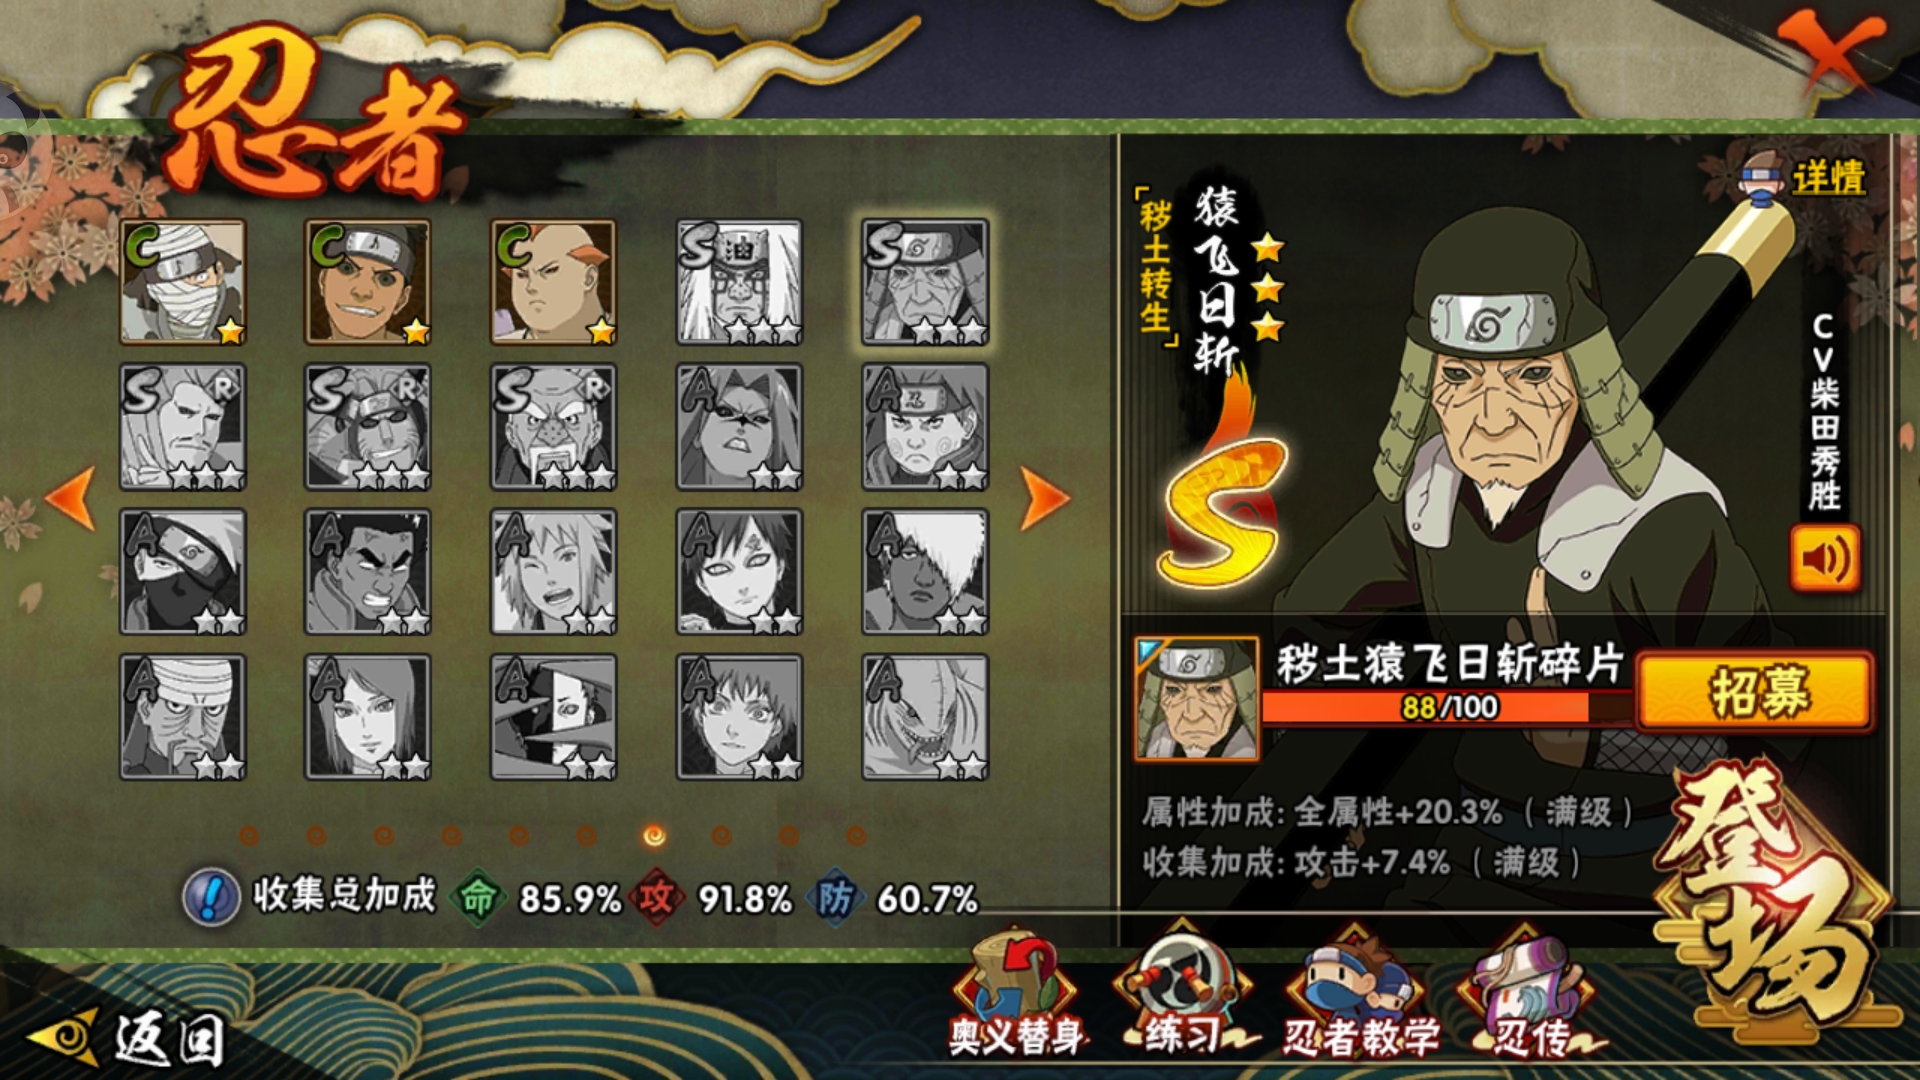 忍者
详情
「秽土转生」
猿飞日斩
CV柴田秀胜
C
C
C
S
油
S
S
R
S
R
S
R
A
A
忍
A
A
A
A
A
A
A
A
A
A
S
秽土猿飞日斩碎片
88/100
招募
属性加成: 全属性+20.3% ( 满级 )
收集加成: 攻击+7.4% ( 满级 )
收集总加成 命 85.9% 攻 91.8% 防 60.7%
登场
返回
奥义替身
练习
忍者教学
忍传